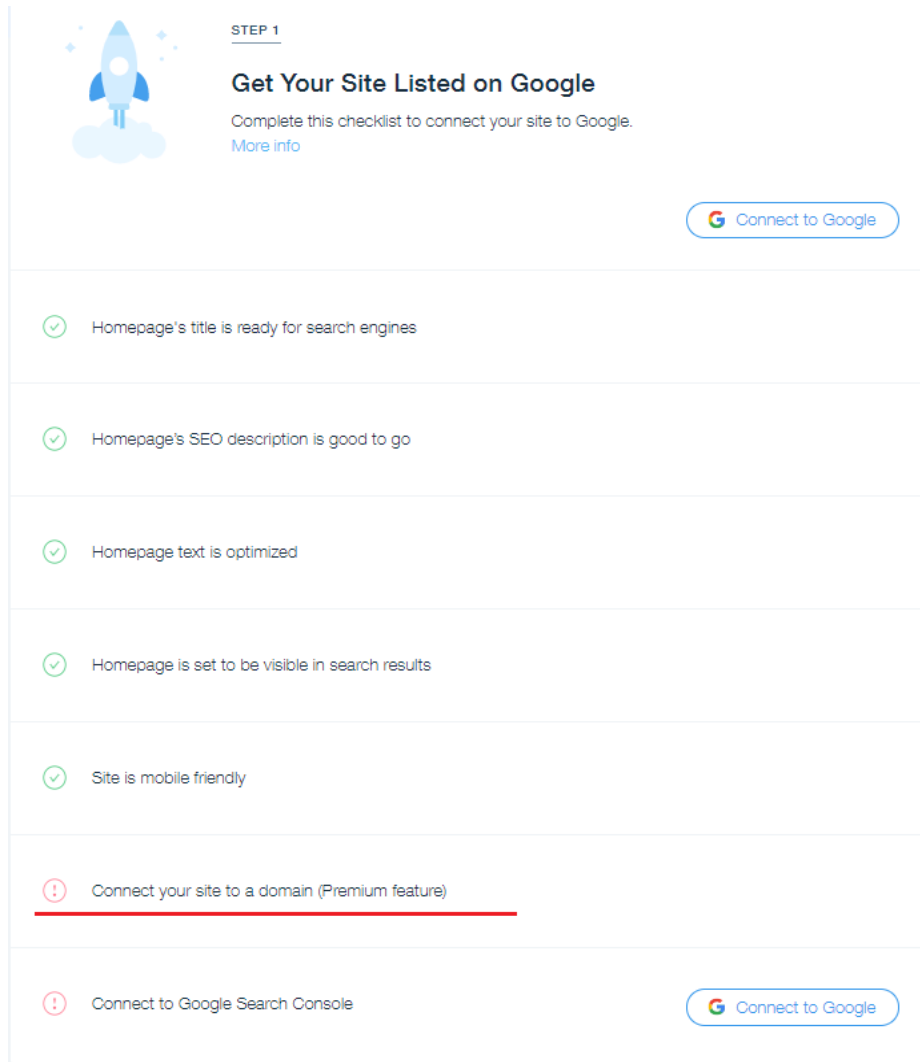 STEP 1
Get Your Site Listed on Google
Complete this checklist to connect your site to Google.
More info
Connect to Google
Homepage's title is ready for search engines
Homepage's SEO description is good to go
Homepage text is optimized
Homepage is set to be visible in search results
Site is mobile friendly
Connect your site to a domain (Premium feature)
Connect to Google Search Console
Connect to Google